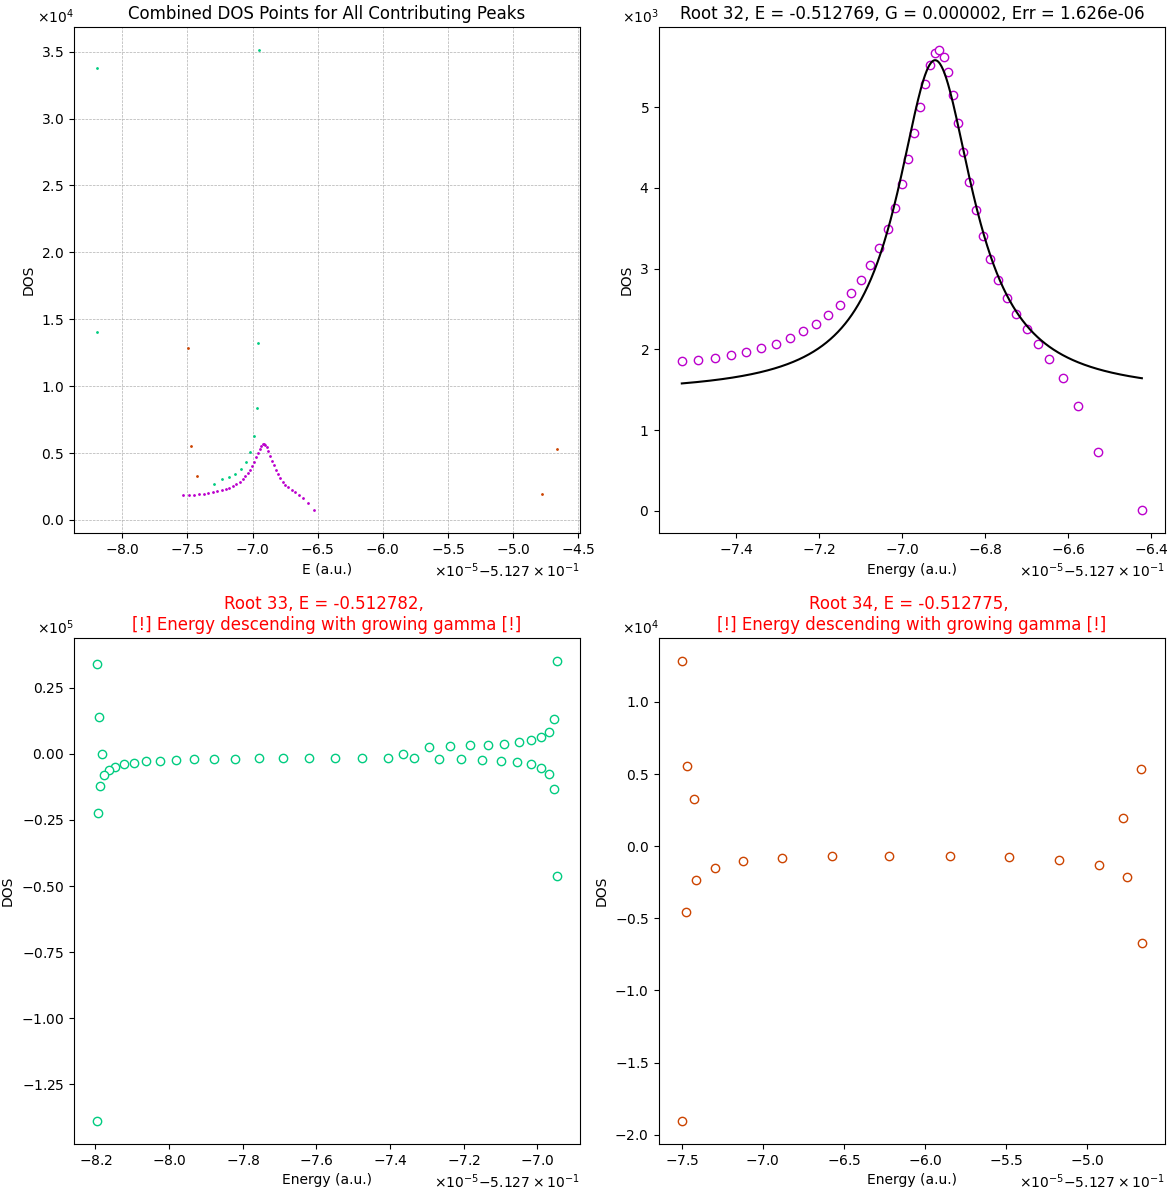 Combined DOS Points for All Contributing Peaks
×10⁴
3.5
3.0
2.5
2.0
1.5
1.0
0.5
0.0
DOS
−8.0 −7.5 −7.0 −6.5 −6.0 −5.5 −5.0 −4.5
E (a.u.)
×10⁻⁵−5.127 × 10⁻¹
Root 32, E = -0.512769, G = 0.000002, Err = 1.626e-06
×10³
5
4
3
2
1
0
DOS
−7.4 −7.2 −7.0 −6.8 −6.6 −6.4
Energy (a.u.)
×10⁻⁵−5.127 × 10⁻¹
Root 33, E = -0.512782,
[!] Energy descending with growing gamma [!]
×10⁵
0.25
0.00
−0.25
−0.50
−0.75
−1.00
−1.25
DOS
−8.2 −8.0 −7.8 −7.6 −7.4 −7.2 −7.0
Energy (a.u.)
×10⁻⁵−5.127 × 10⁻¹
Root 34, E = -0.512775,
[!] Energy descending with growing gamma [!]
×10⁴
1.0
0.5
0.0
−0.5
−1.0
−1.5
−2.0
DOS
−7.5 −7.0 −6.5 −6.0 −5.5 −5.0
Energy (a.u.)
×10⁻⁵−5.127 × 10⁻¹